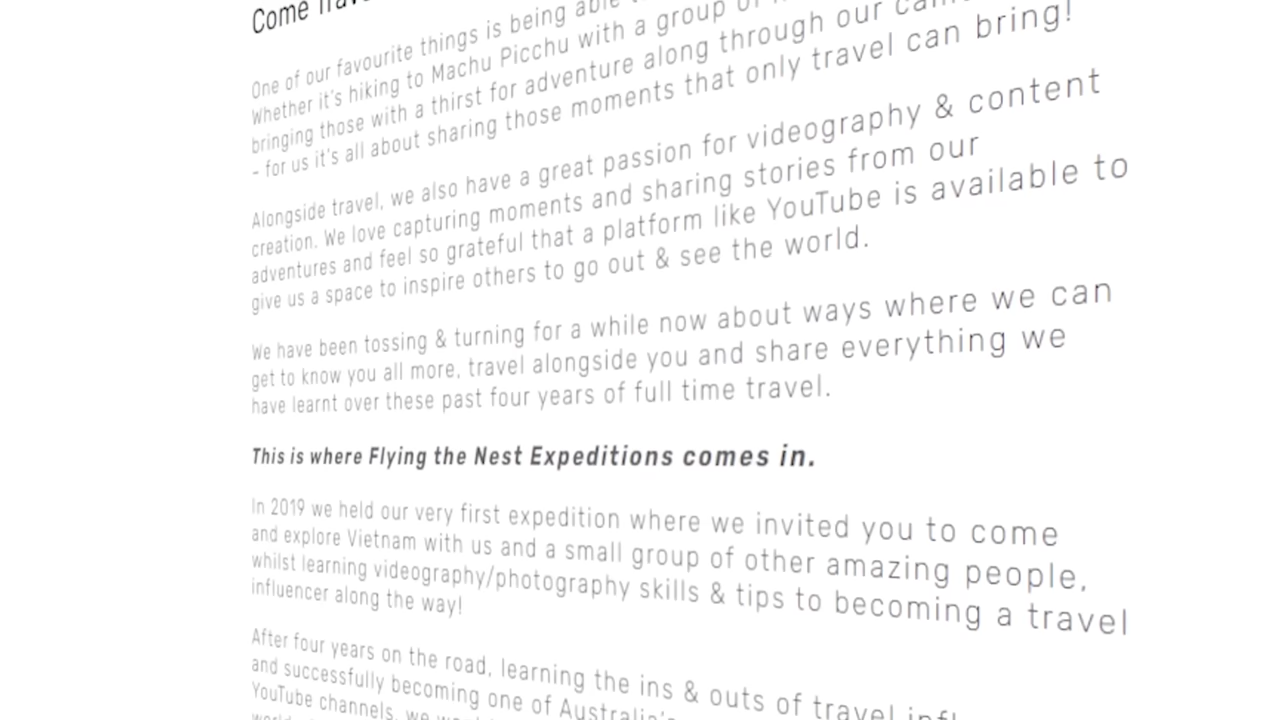 Come
One of our favourite things is being able
Whether it's hiking to Machu Picchu with a group of
bringing those with a thirst for adventure along through our
- for us it's all about sharing those moments that only travel can bring!
Alongside travel, we also have a great passion for videography & content
creation. We love capturing moments and sharing stories from our
adventures and feel so grateful that a platform like YouTube is available to
give us a space to inspire others to go out & see the world.
We have been tossing & turning for a while now about ways where we can
get to know you all more, travel alongside you and share everything we
have learnt over these past four years of full time travel.
This is where Flying the Nest Expeditions comes in.
In 2019 we held our very first expedition where we invited you to come
and explore Vietnam with us and a small group of other amazing people,
whilst learning videography/photography skills & tips to becoming a travel
influencer along the way!
After four years on the road, learning the ins & outs of travel
and successfully becoming one of Australia's
YouTube channels, we